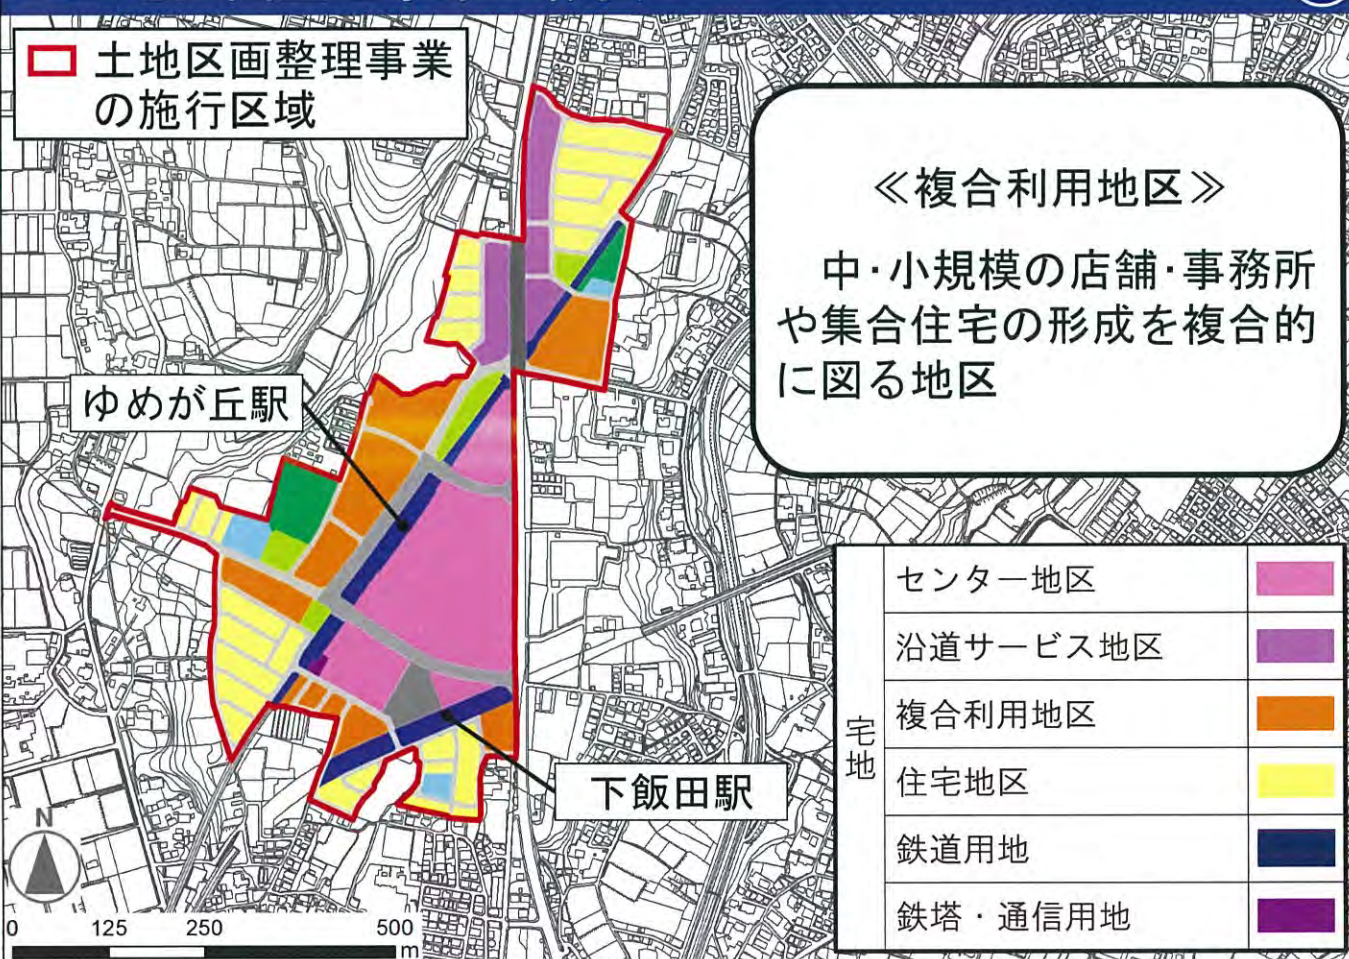 土地区画整理事業
の施行区域
≪複合利用地区≫
中・小規模の店舗・事務所
や集合住宅の形成を複合的
に図る地区
ゆめが丘駅
下飯田駅
宅地
センター地区
沿道サービス地区
複合利用地区
住宅地区
鉄道用地
鉄塔・通信用地
N
0 125 250 500
m